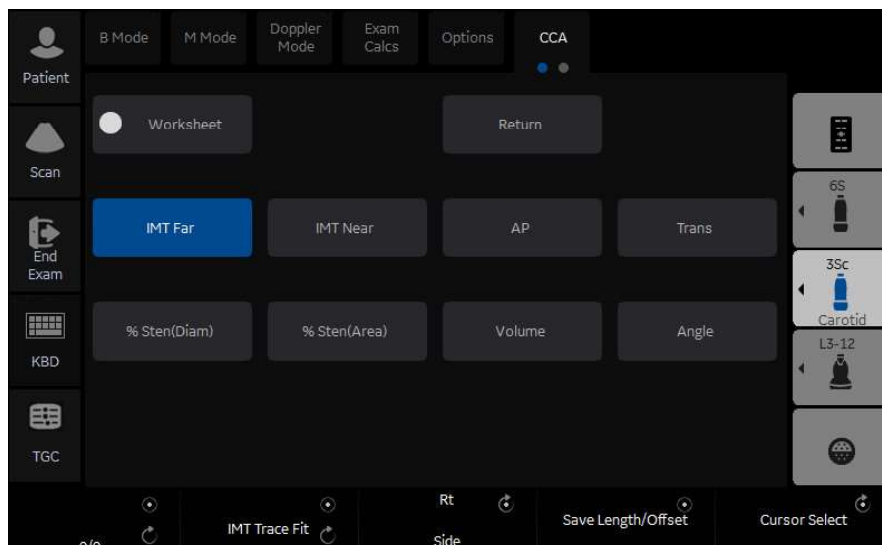 Patient
B Mode
M Mode
Doppler
Mode
Exam
Calcs
Options
CCA
Worksheet
Return
Scan
6S
IMT Far
IMT Near
AP
Trans
End
Exam
3Sc
Carotid
% Sten(Diam)
% Sten(Area)
Volume
Angle
L3-12
KBD
TGC
IMT Trace Fit
Rt
Side
Save Length/Offset
Cursor Select